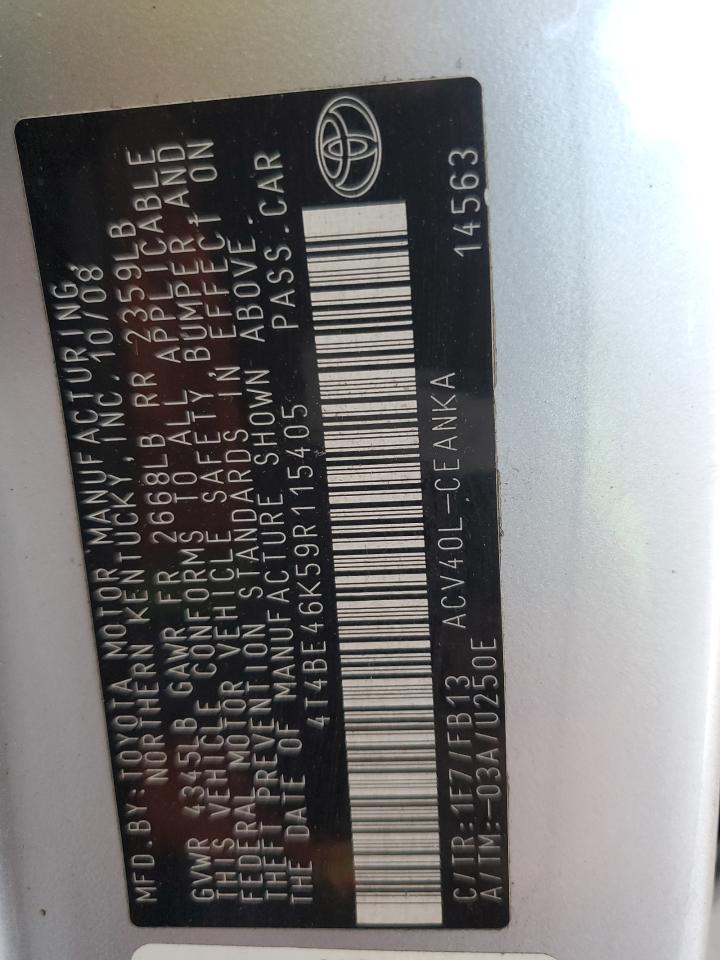 MFD.BY:TOYOTA MOTOR MANUFACTURING,
NORTHERN KENTUCKY,INC.10/08
GVWR 4345LB GAWR FR 2668LB RR 2359LB
THIS VEHICLE CONFORMS TO ALL APPLICABLE
FEDERAL MOTOR VEHICLE SAFETY,BUMPER,AND
THEFT PREVENTION STANDARDS IN EFFECT ON
THE DATE OF MANUFACTURE SHOWN ABOVE.
4T4BE46K59R115405 PASS.CAR
C/TR:1F7/FB13 ACV40L-CEANKA 14563
A/TM:-03A/U250E